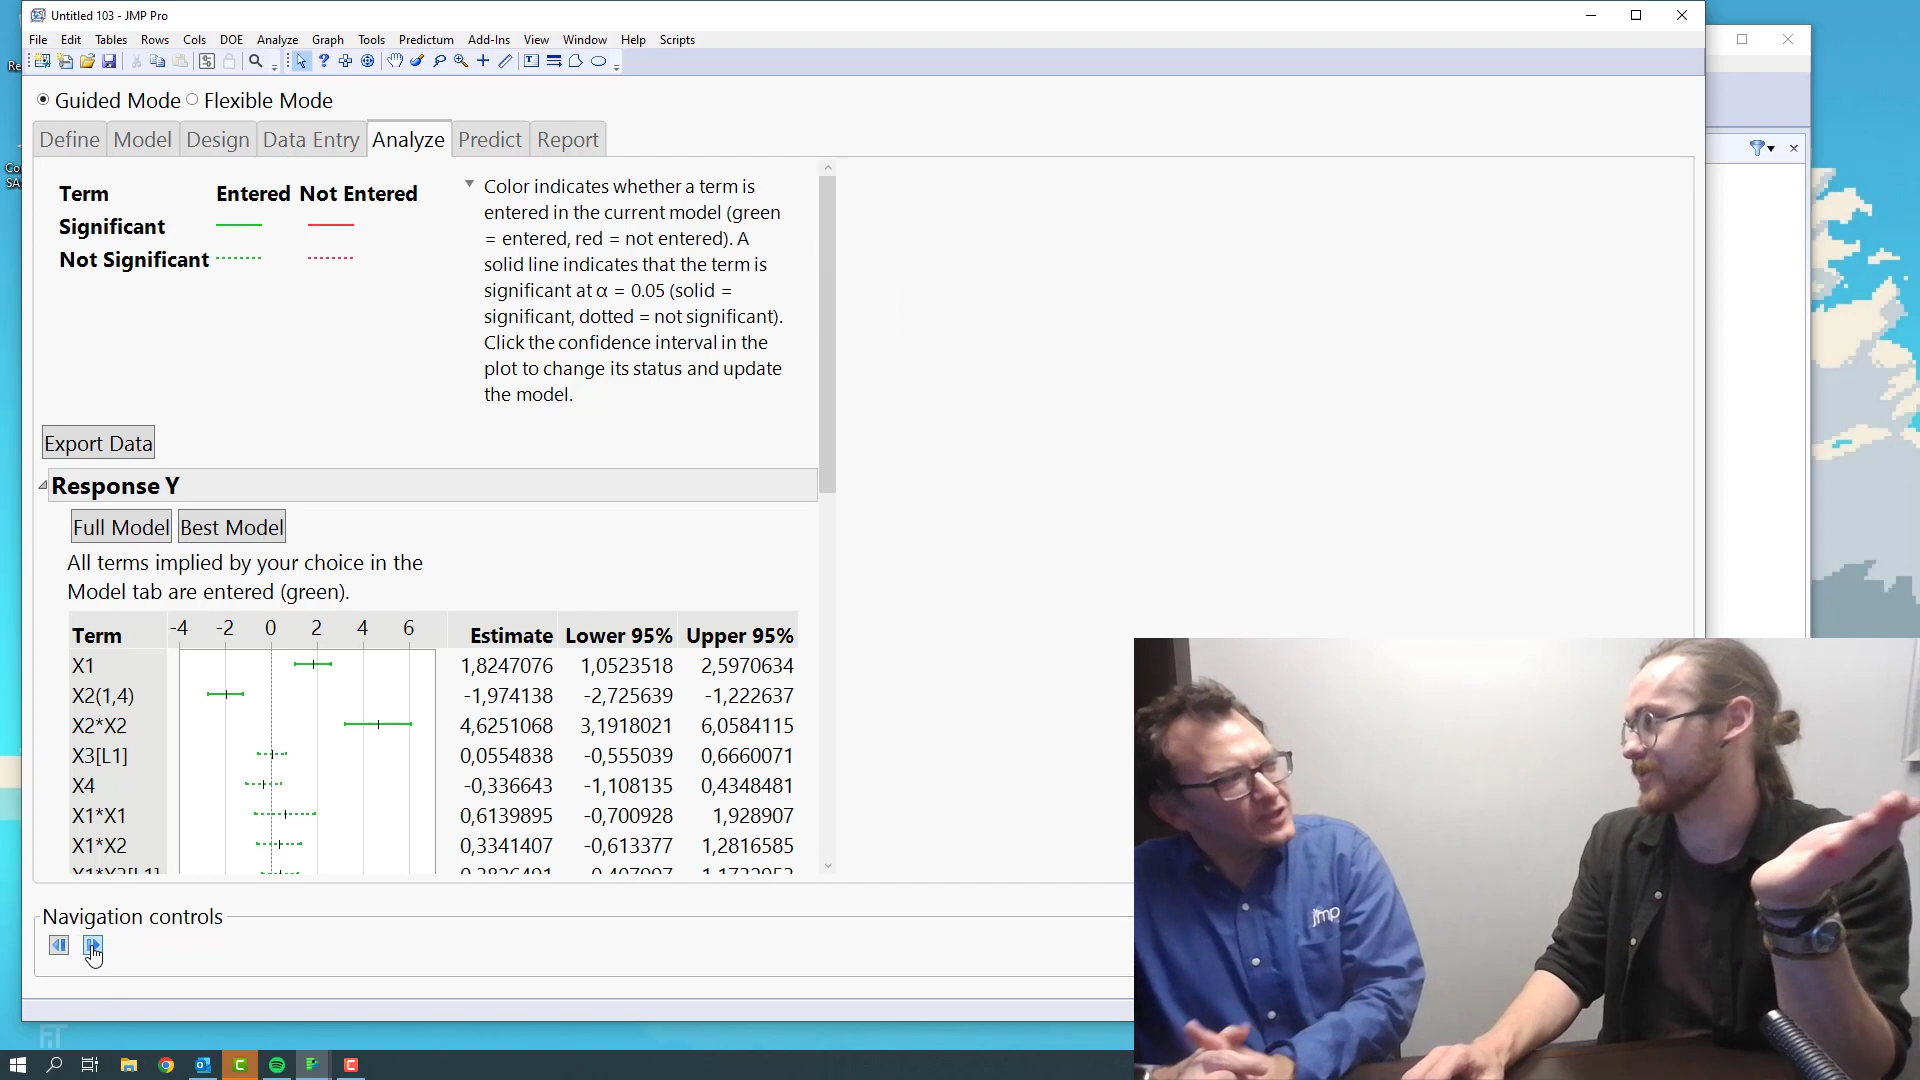 Untitled 103 - JMP Pro
File Edit Tables Rows Cols DOE Analyze Graph Tools Predictum Add-Ins View Window Help Scripts
Guided Mode Flexible Mode
Define Model Design Data Entry Analyze Predict Report
Term Entered Not Entered
Significant
Not Significant
Color indicates whether a term is
entered in the current model (green
= entered, red = not entered). A
solid line indicates that the term is
significant at α = 0.05 (solid =
significant, dotted = not significant).
Click the confidence interval in the
plot to change its status and update
the model.
Export Data
Response Y
Full Model Best Model
All terms implied by your choice in the
Model tab are entered (green).
Term -4 -2 0 2 4 6 Estimate Lower 95% Upper 95%
X1 1,8247076 1,0523518 2,5970634
X2(1,4) -1,974138 -2,725639 -1,222637
X2*X2 4,6251068 3,1918021 6,0584115
X3[L1] 0,0554838 -0,555039 0,6660071
X4 -0,336643 -1,108135 0,4348481
X1*X1 0,6139895 -0,700928 1,928907
X1*X2 0,3341407 -0,613377 1,2816585
Navigation controls
jmp